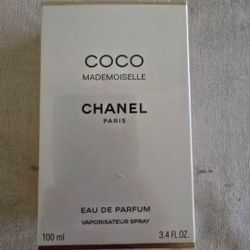 COCO
MADEMOISELLE
CHANEL
PARIS
EAU DE PARFUM
VAPORISATEUR SPRAY
100 ml 3.4 FL.OZ.